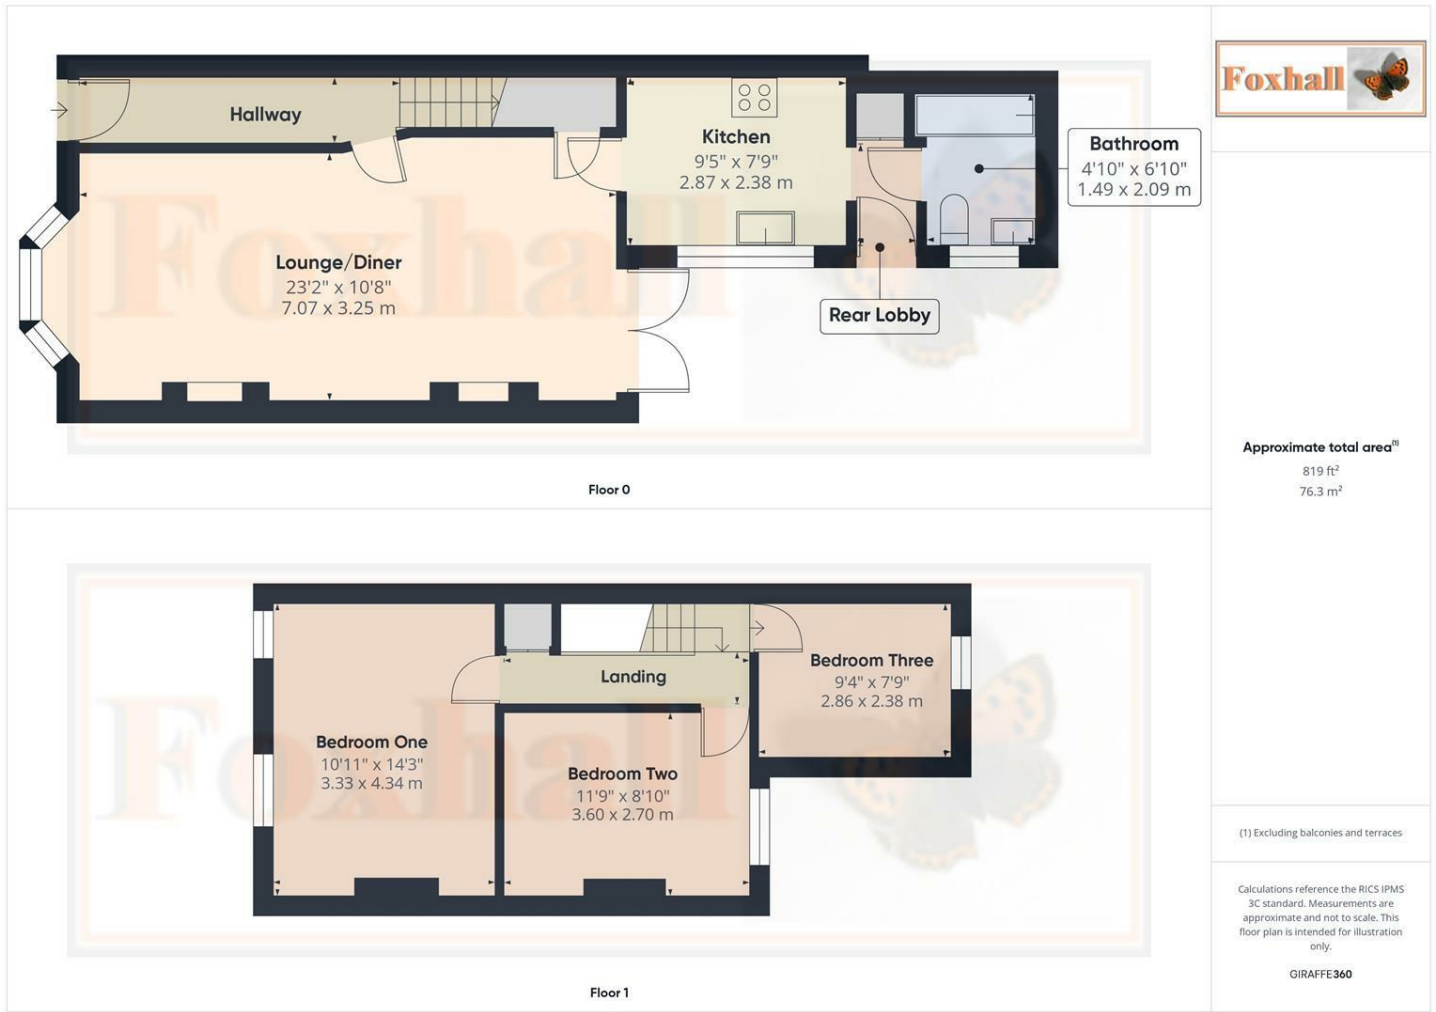 Hallway
Kitchen
9'5" x 7'9"
2.87 x 2.38 m
Bathroom
4'10" x 6'10"
1.49 x 2.09 m
Lounge/Diner
23'2" x 10'8"
7.07 x 3.25 m
Rear Lobby
Foxhall
Floor 0
Landing
Bedroom Three
9'4" x 7'9"
2.86 x 2.38 m
Bedroom One
10'11" x 14'3"
3.33 x 4.34 m
Bedroom Two
11'9" x 8'10"
3.60 x 2.70 m
Foxhall
Floor 1
Foxhall
Approximate total area(1)
819 ft²
76.3 m²
(1) Excluding balconies and terraces
Calculations reference the RICS IPMS
3C standard. Measurements are
approximate and not to scale. This
floor plan is intended for illustration
only.
GIRAFFE360